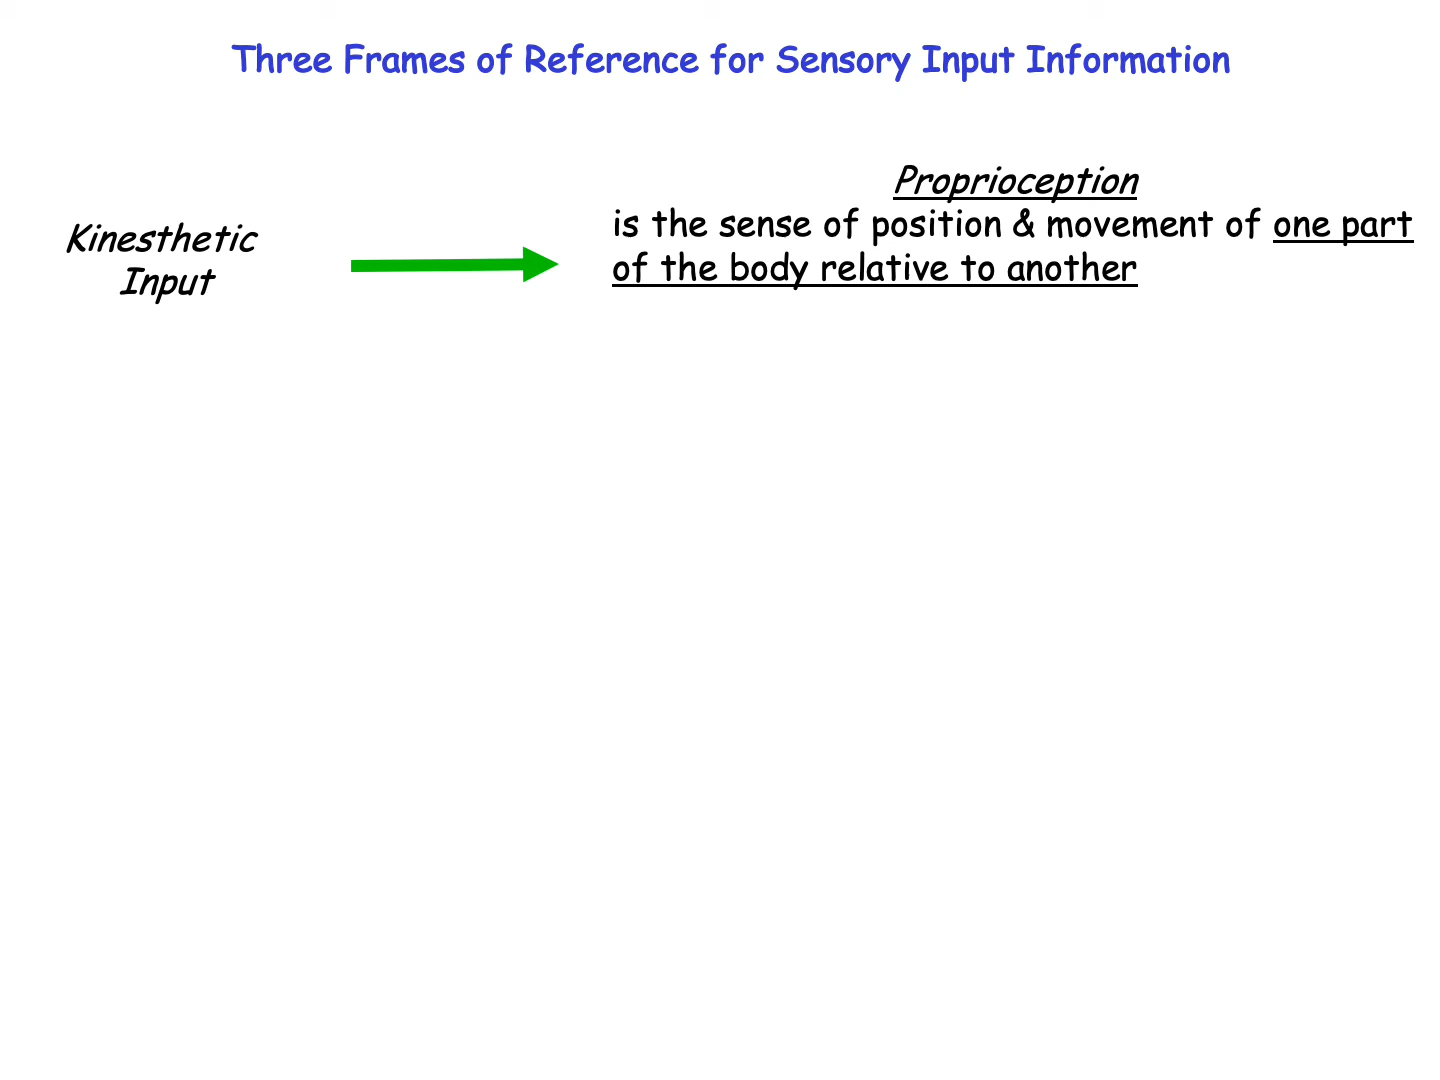 Three Frames of Reference for Sensory Input Information
Proprioception
is the sense of position & movement of one part
of the body relative to another
Kinesthetic
Input